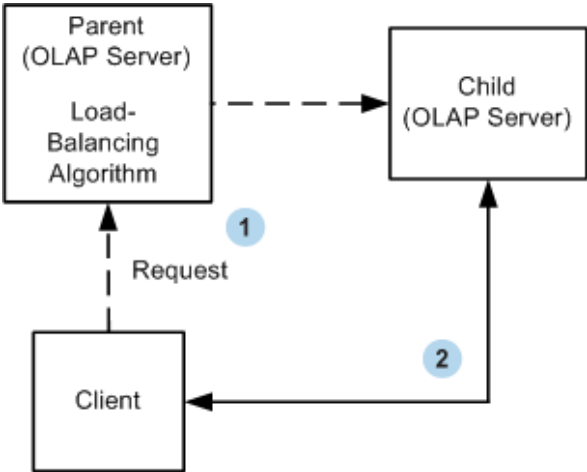 Parent
(OLAP Server)
Load-
Balancing
Algorithm
Child
(OLAP Server)
1
Request
2
Client